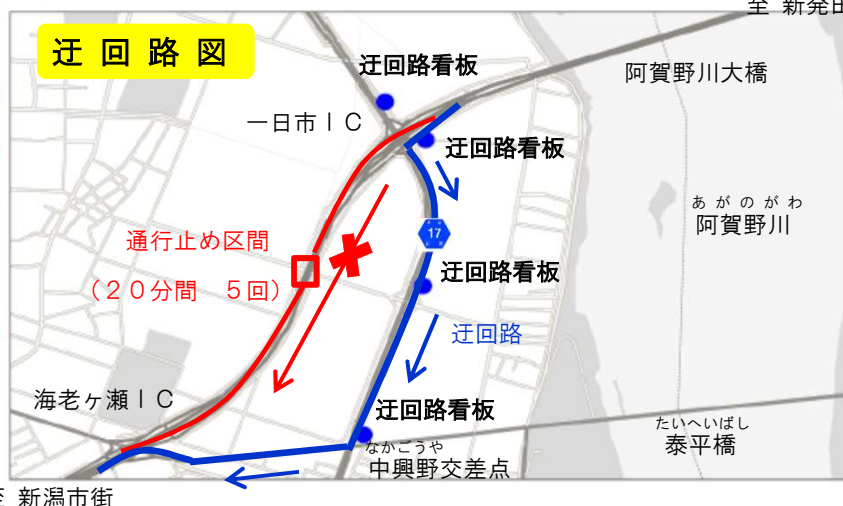 至 新発田
迂回路図
迂回路看板
阿賀野川大橋
一日市ＩＣ
迂回路看板
あがのがわ
阿賀野川
17
通行止め区間
（２０分間　５回）
迂回路看板
迂回路
海老ヶ瀬ＩＣ
迂回路看板
たいへいばし
泰平橋
なかごうや
中興野交差点
至 新潟市街